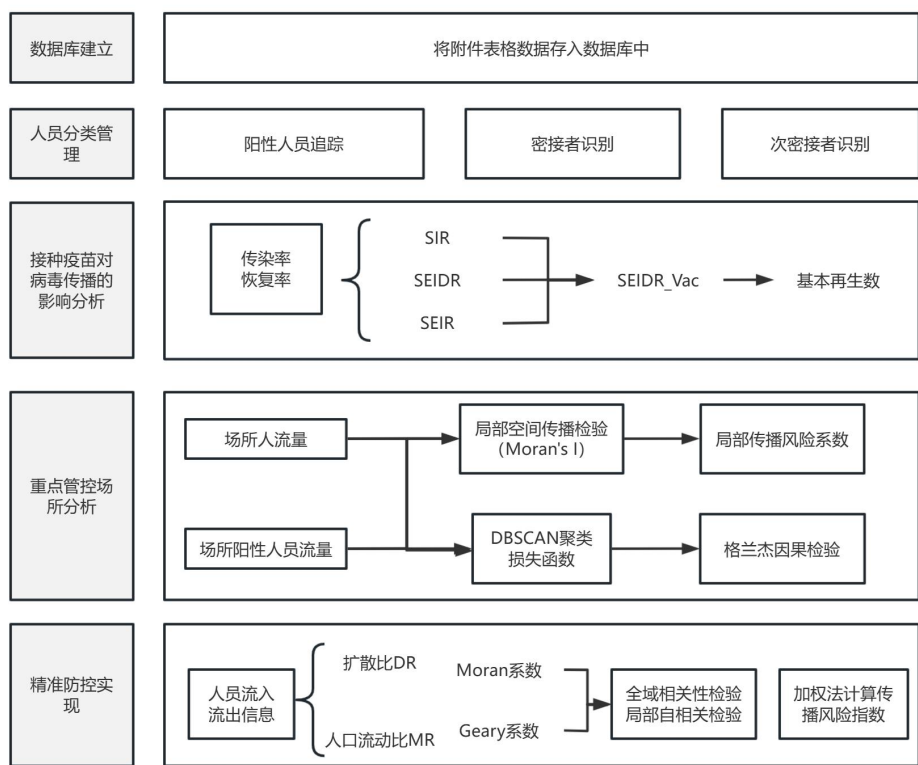 数据库建立
将附件表格数据存入数据库中
人员分类管
理
阳性人员追踪
密接者识别
次密接者识别
接种疫苗对
病毒传播的
影响分析
传染率
恢复率
SIR
SEIDR
SEIR
SEIDR_Vac
基本再生数
重点管控场
所分析
场所人流量
局部空间传播检验
(Moran's I)
局部传播风险系数
场所阳性人员流量
DBSCAN聚类
损失函数
格兰杰因果检验
精准防控实
现
人员流入
流出信息
扩散比DR
人口流动比MR
Moran系数
Geary系数
全域相关性检验
局部自相关检验
加权法计算传
播风险指数